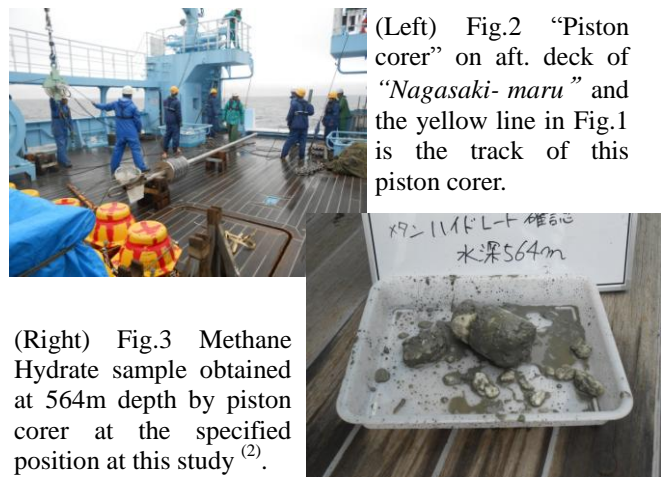 (Left) Fig.2 “Piston
corer” on aft. deck of
“Nagasaki- maru” and
the yellow line in Fig.1
is the track of this
piston corer.
メタンハイドレート確認
水深564m
(Right) Fig.3 Methane
Hydrate sample obtained
at 564m depth by piston
corer at the specified
position at this study (2).